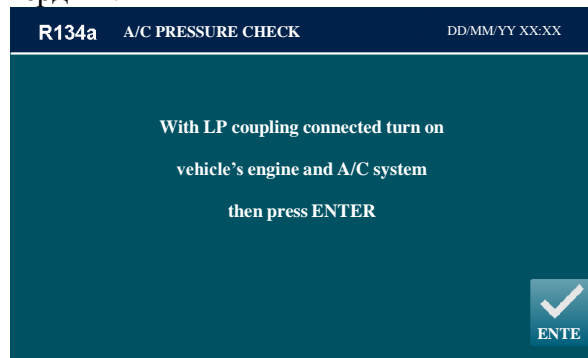 R134a A/C PRESSURE CHECK DD/MM/YY XX:XX
With LP coupling connected turn on
vehicle's engine and A/C system
then press ENTER
ENTE